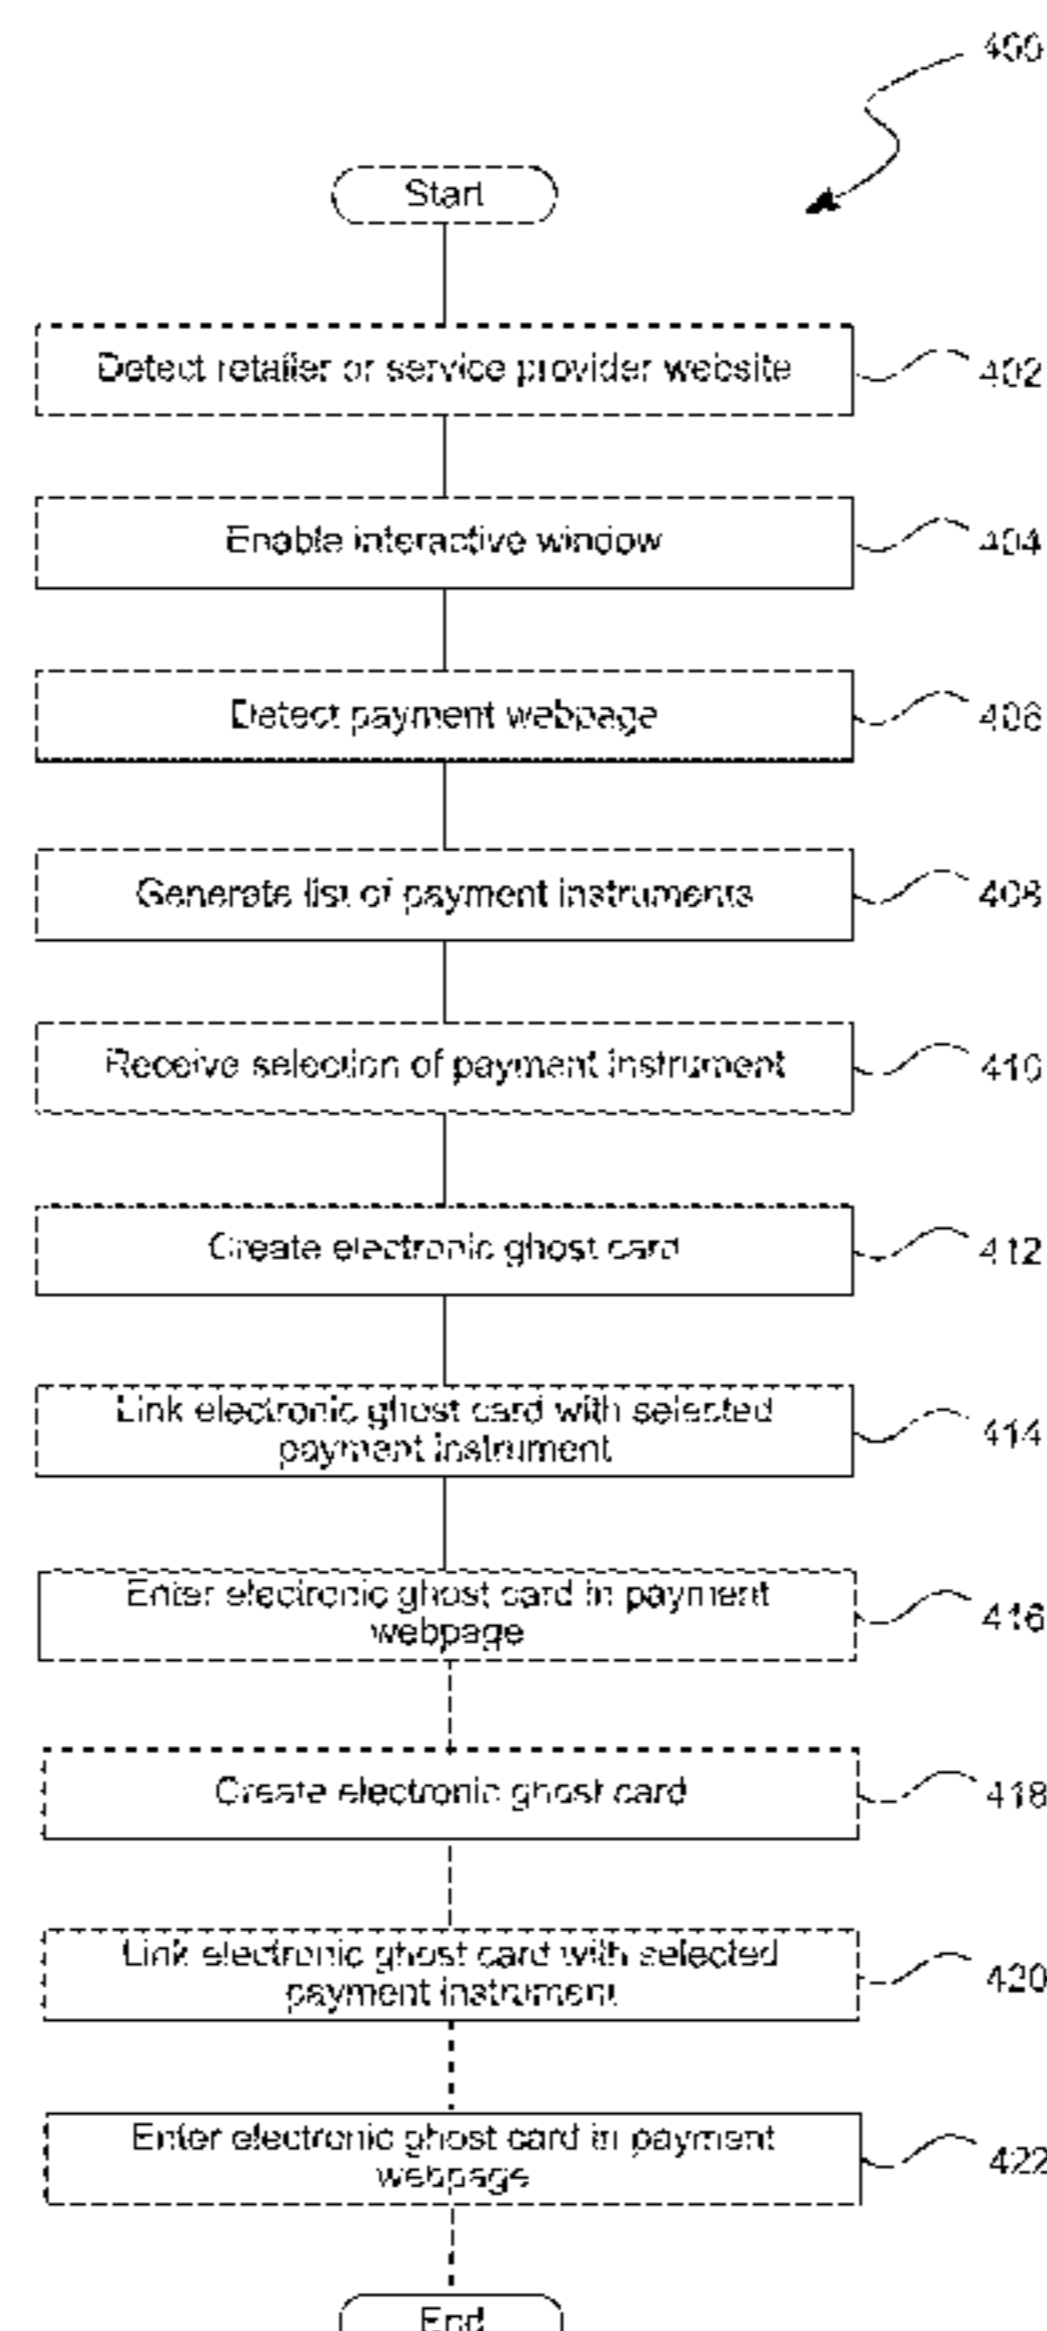 400
Start
Detect retailer or service provider website
402
Enable interactive window
404
Detect payment webpage
406
Generate list of payment instruments
408
Receive selection of payment instrument
410
Create electronic ghost card
412
Link electronic ghost card with selected
payment instrument
414
Enter electronic ghost card in payment
webpage
416
Create electronic ghost card
418
Link electronic ghost card with selected
payment instrument
420
Enter electronic ghost card in payment
webpage
422
End